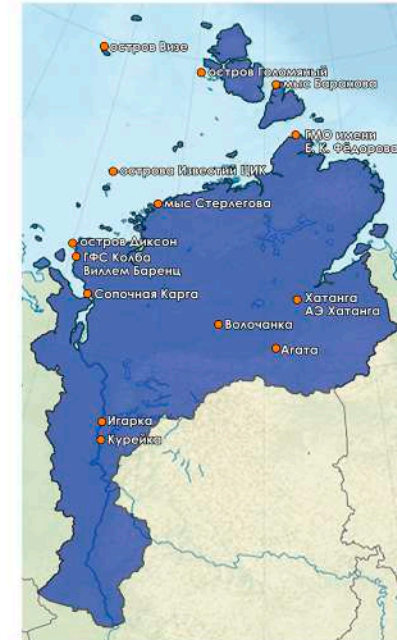 остров Визе
остров Голомяный
мыс Баранова
ГМО имени
Е. К. Фёдорова
острова Известий ЦИК
мыс Стерлегова
остров Диксон
ГФС Колба
Виллем Баренц
Сопочная Карга
Хатанга
АЭ Хатанга
Волочанка
Агата
Игарка
Курейка